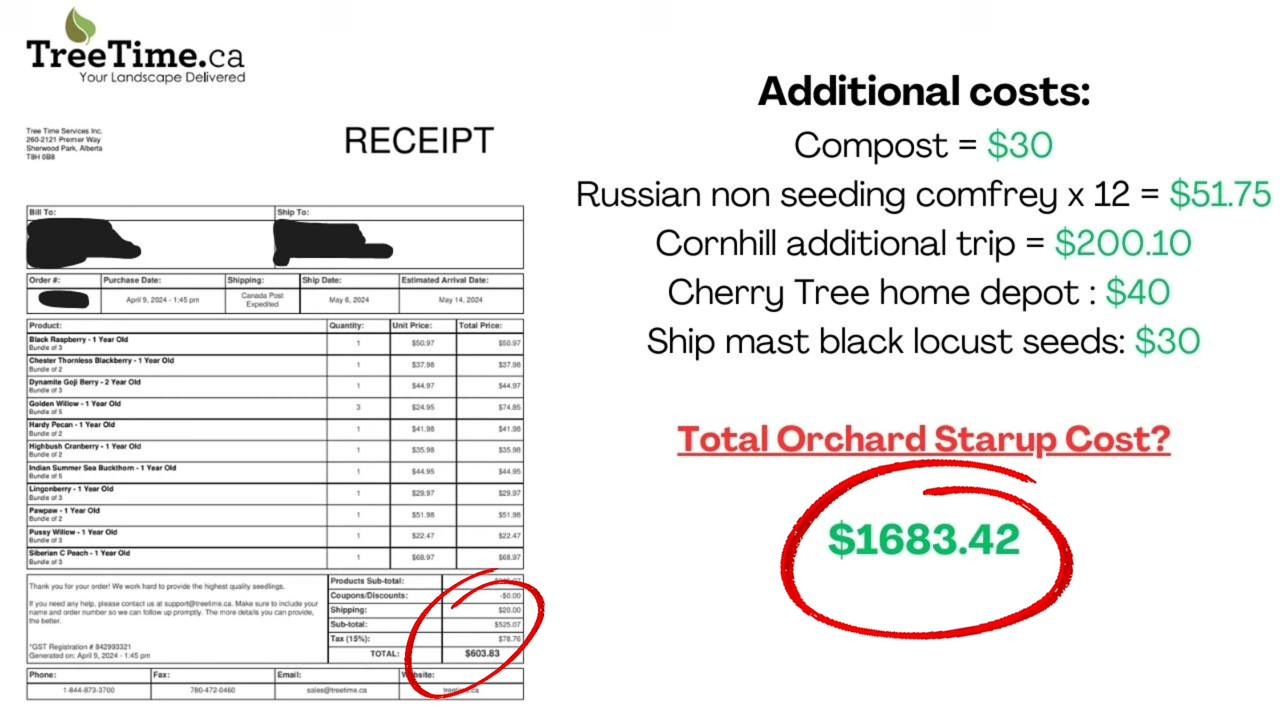 TreeTime.ca
Your Landscape Delivered
Tree Time Services Inc.
260-2121 Premier Way
Sherwood Park, Alberta
T8H 0B8
RECEIPT
Bill To: Ship To:
Order #: Purchase Date: Shipping: Ship Date: Estimated Arrival Date:
April 9, 2024 - 1:45 pm Canada Post Expedited May 6, 2024 May 14, 2024
Product: Quantity: Unit Price: Total Price:
Black Raspberry - 1 Year Old 1 $50.97 $50.97
Bundle of 3
Chester Thornless Blackberry - 1 Year Old 1 $37.98 $37.98
Bundle of 2
Dynamite Goji Berry - 2 Year Old 1 $44.97 $44.97
Bundle of 3
Golden Willow - 1 Year Old 3 $24.95 $74.85
Bundle of 5
Hardy Pecan - 1 Year Old 1 $41.98 $41.98
Bundle of 2
Highbush Cranberry - 1 Year Old 1 $35.98 $35.98
Bundle of 2
Indian Summer Sea Buckthorn - 1 Year Old 1 $44.95 $44.95
Bundle of 5
Lingonberry - 1 Year Old 1 $29.97 $29.97
Bundle of 3
Pawpaw - 1 Year Old 1 $51.98 $51.98
Bundle of 2
Pussy Willow - 1 Year Old 1 $22.47 $22.47
Bundle of 3
Siberian C Peach - 1 Year Old 1 $68.97 $68.97
Bundle of 3
Thank you for your order! We work hard to provide the highest quality seedlings.
If you need any help, please contact us at support@treetime.ca. Make sure to include your
name and order number so we can follow up promptly. The more details you can provide,
the better.
*GST Registration # 842993321
Generated on: April 9, 2024 - 1:45 pm
Products Sub-total:
Coupons/Discounts: -$0.00
Shipping: $20.00
Sub-total: $525.07
Tax (15%): $78.76
TOTAL: $603.83
Phone: Fax: Email: Website:
1-844-873-3700 780-472-0460 sales@treetime.ca treetime.ca
Additional costs:
Compost = $30
Russian non seeding comfrey x 12 = $51.75
Cornhill additional trip = $200.10
Cherry Tree home depot : $40
Ship mast black locust seeds: $30
Total Orchard Starup Cost?
$1683.42